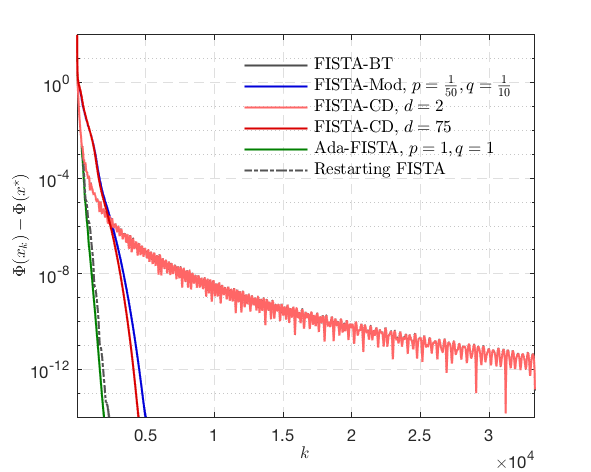 FISTA-BT
FISTA-Mod, p = 1/50, q = 1/10
FISTA-CD, d = 2
FISTA-CD, d = 75
Ada-FISTA, p = 1, q = 1
Restarting FISTA
Φ(x_k) − Φ(x*)
10^0
10^-4
10^-8
10^-12
0.5 1 1.5 2 2.5 3
k
×10^4